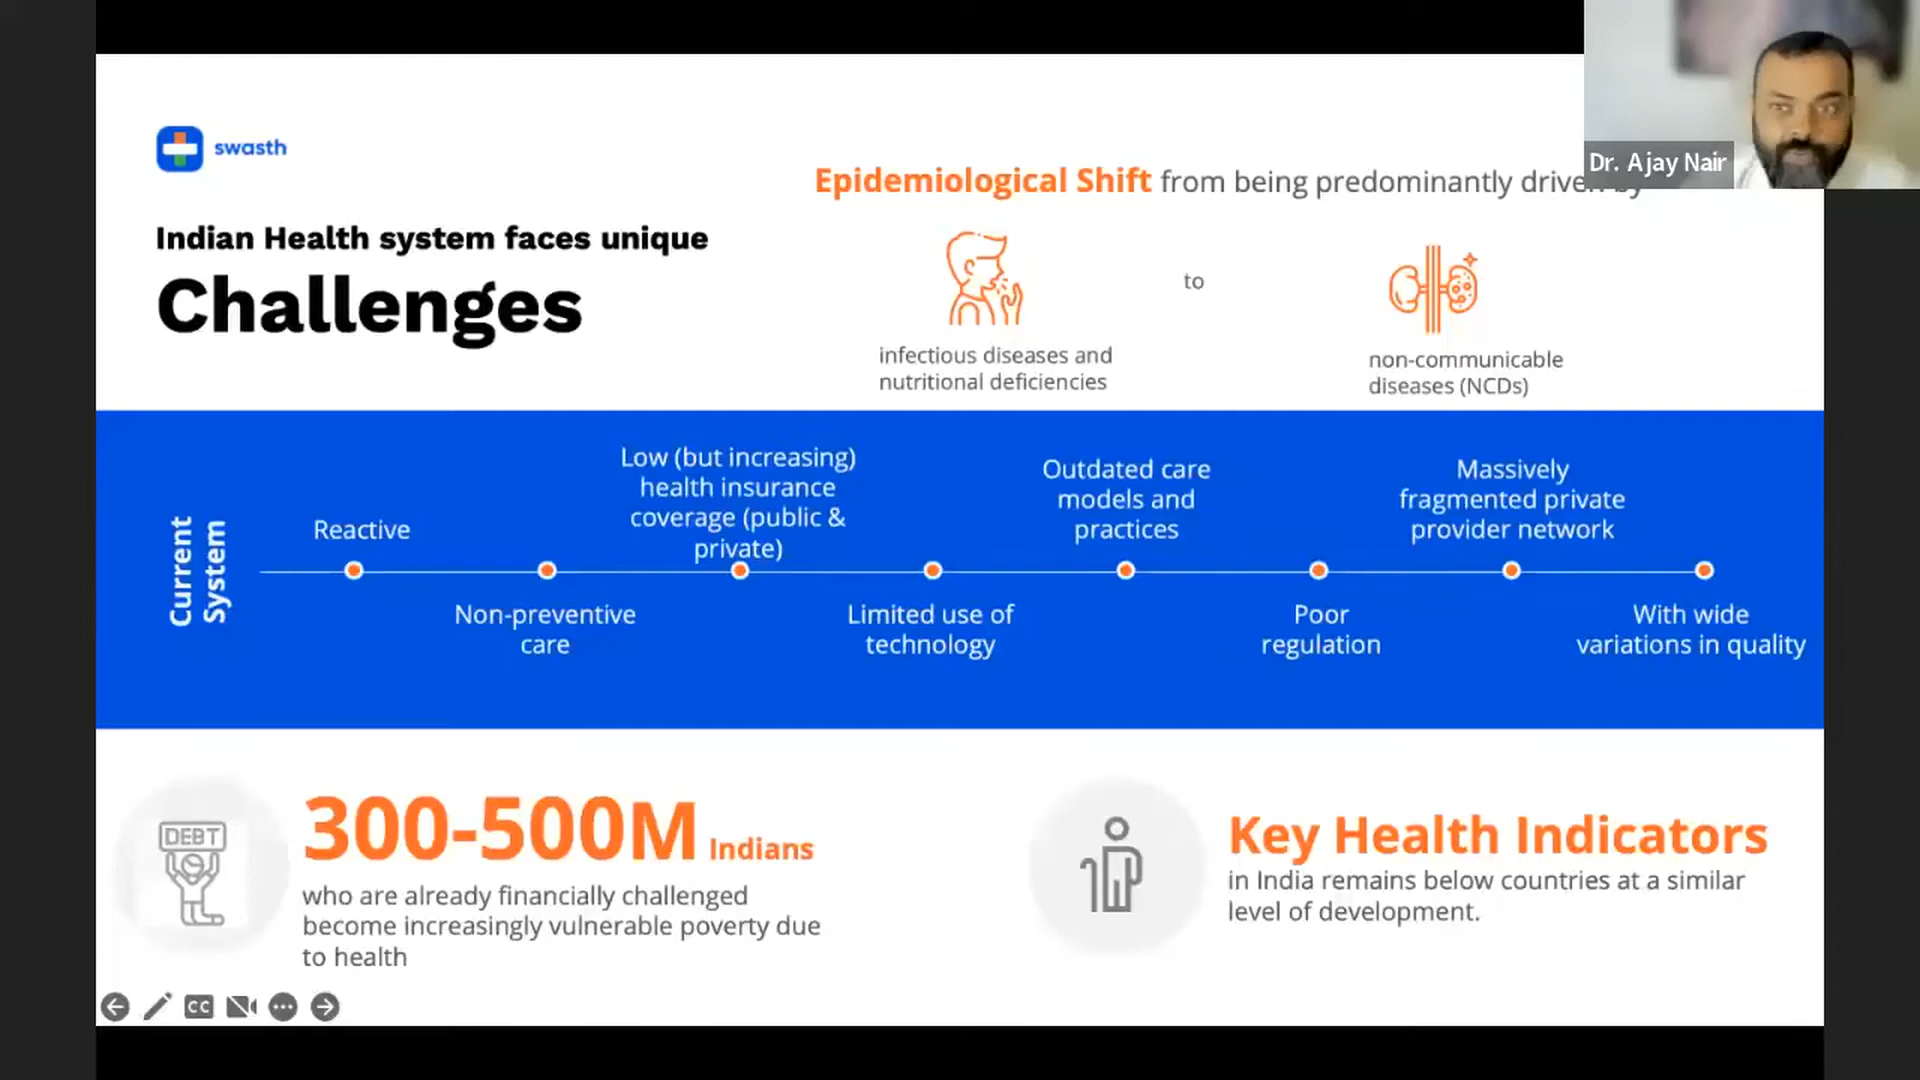 swasth
Indian Health system faces unique
Challenges
Epidemiological Shift from being predominantly driven by
infectious diseases and
nutritional deficiencies
to
non-communicable
diseases (NCDs)
Dr. Ajay Nair
Current
System
Reactive
Non-preventive
care
Low (but increasing)
health insurance
coverage (public &
private)
Limited use of
technology
Outdated care
models and
practices
Poor
regulation
Massively
fragmented private
provider network
With wide
variations in quality
DEBT
300-500M Indians
who are already financially challenged
become increasingly vulnerable poverty due
to health
Key Health Indicators
in India remains below countries at a similar
level of development.
CC